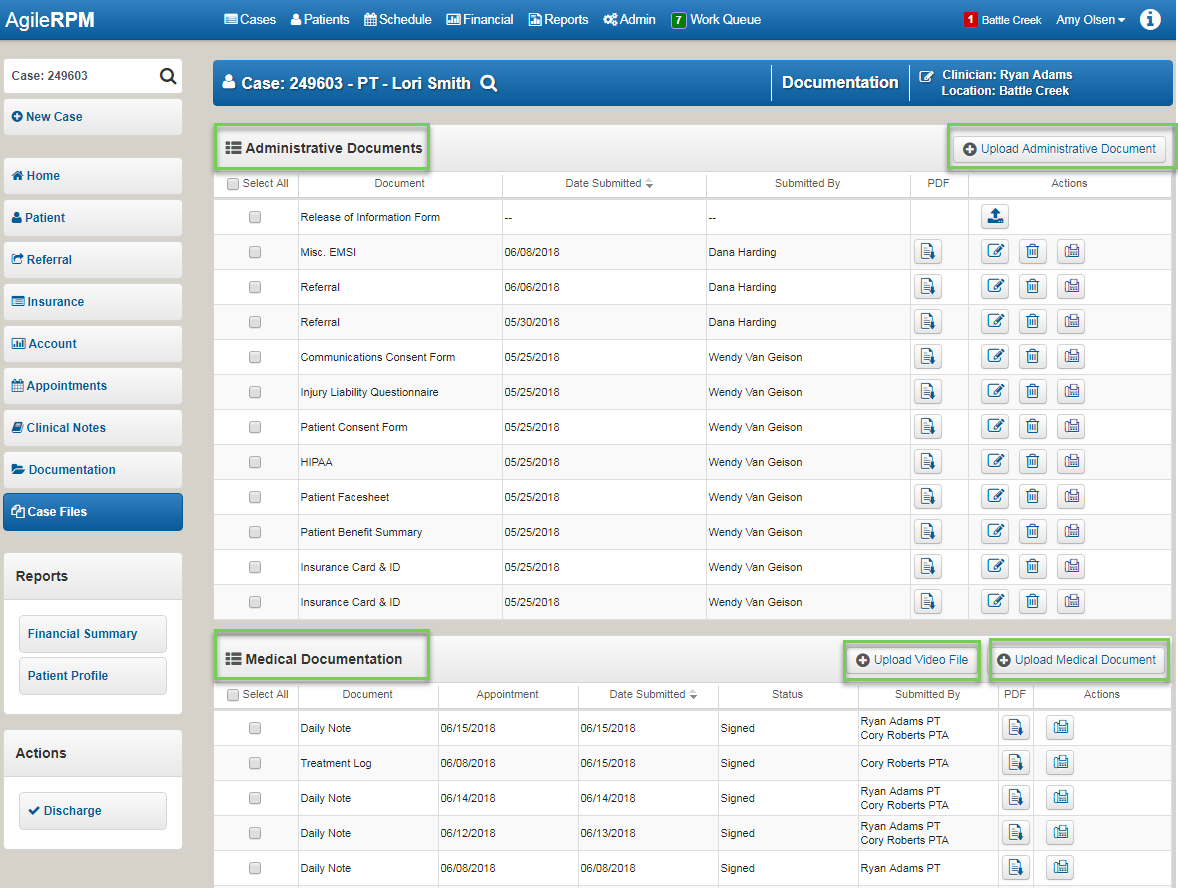 AgileRPM
Cases Patients Schedule Financial Reports Admin 7 Work Queue 1 Battle Creek Amy Olsen
Case: 249603
New Case
Home
Patient
Referral
Insurance
Account
Appointments
Clinical Notes
Documentation
Case Files
Reports
Financial Summary
Patient Profile
Actions
Discharge
Case: 249603 - PT - Lori Smith
Documentation
Clinician: Ryan Adams
Location: Battle Creek
Administrative Documents
Upload Administrative Document
Select All Document Date Submitted Submitted By PDF Actions
Release of Information Form -- --
Misc. EMSI 06/08/2018 Dana Harding
Referral 06/06/2018 Dana Harding
Referral 05/30/2018 Dana Harding
Communications Consent Form 05/25/2018 Wendy Van Geison
Injury Liability Questionnaire 05/25/2018 Wendy Van Geison
Patient Consent Form 05/25/2018 Wendy Van Geison
HIPAA 05/25/2018 Wendy Van Geison
Patient Facesheet 05/25/2018 Wendy Van Geison
Patient Benefit Summary 05/25/2018 Wendy Van Geison
Insurance Card & ID 05/25/2018 Wendy Van Geison
Insurance Card & ID 05/25/2018 Wendy Van Geison
Medical Documentation
Upload Video File
Upload Medical Document
Select All Document Appointment Date Submitted Status Submitted By PDF Actions
Daily Note 06/15/2018 06/15/2018 Signed Ryan Adams PT
Cory Roberts PTA
Treatment Log 06/08/2018 06/15/2018 Signed Cory Roberts PTA
Daily Note 06/14/2018 06/14/2018 Signed Ryan Adams PT
Cory Roberts PTA
Daily Note 06/12/2018 06/13/2018 Signed Ryan Adams PT
Cory Roberts PTA
Daily Note 06/08/2018 06/08/2018 Signed Ryan Adams PT